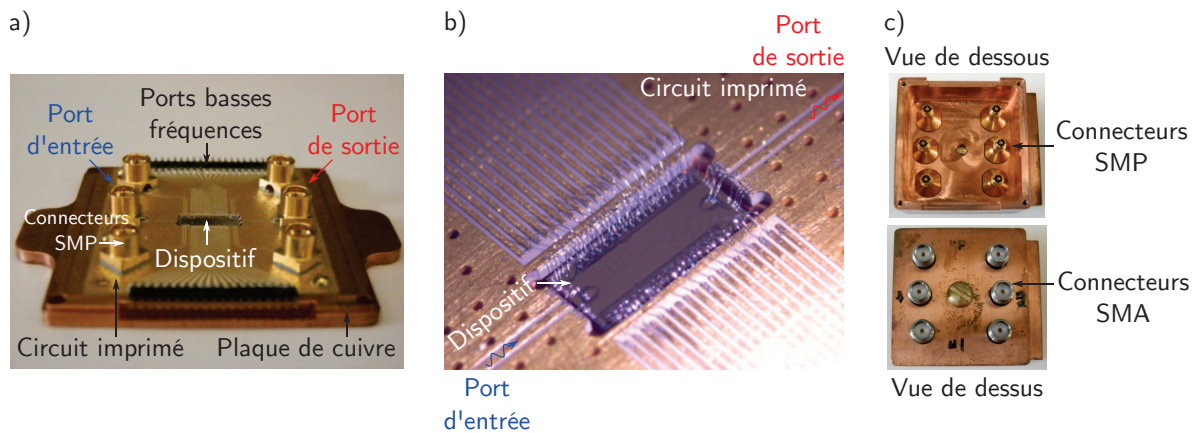 a)
Port
d'entrée
Ports basses
fréquences
Port
de sortie
Connecteurs
SMP
Dispositif
Circuit imprimé
Plaque de cuivre
b)
Port
de sortie
Circuit imprimé
Dispositif
Port
d'entrée
c)
Vue de dessous
Connecteurs
SMP
Connecteurs
SMA
Vue de dessus